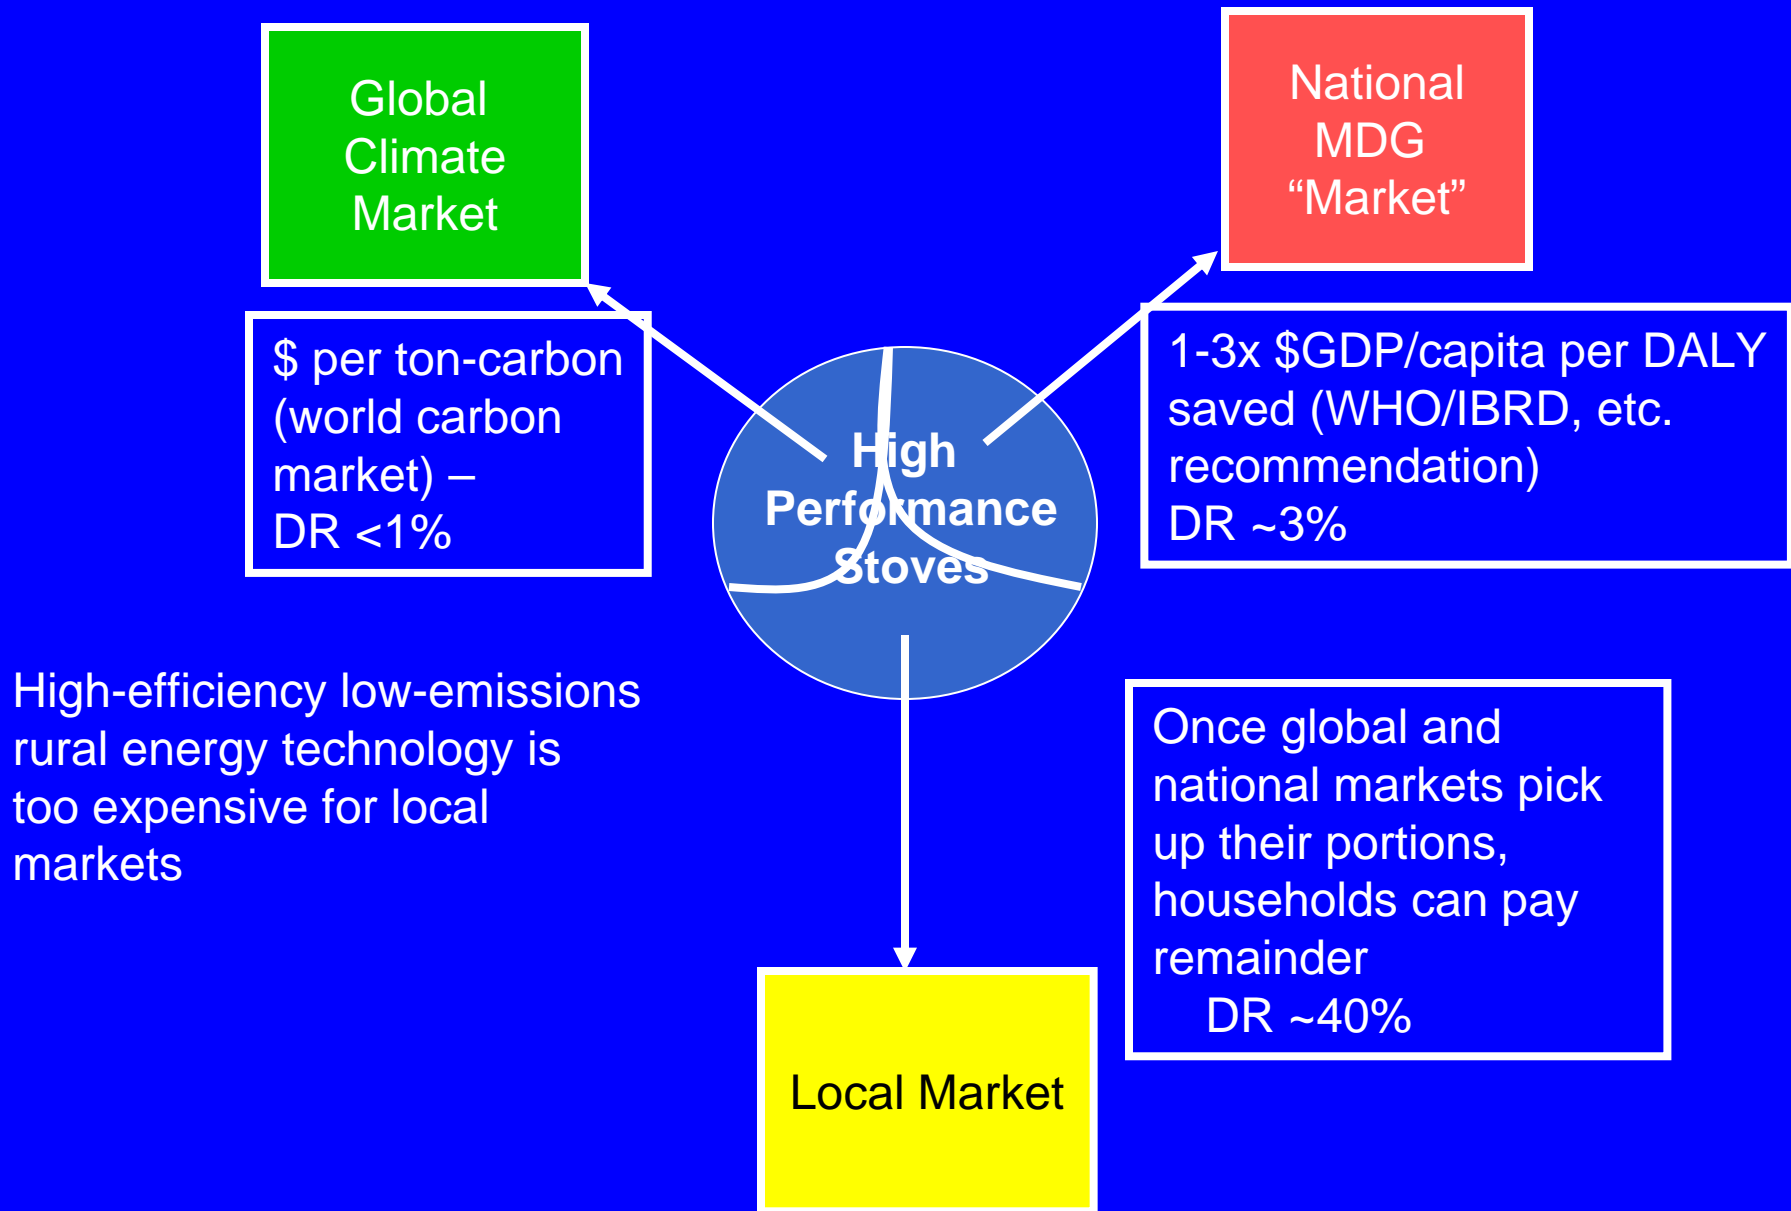 Global
Climate
Market
National
MDG
“Market”
$ per ton-carbon
(world carbon
market) –
DR <1%
High
Performance
Stoves
1-3x $GDP/capita per DALY
saved (WHO/IBRD, etc.
recommendation)
DR ~3%
High-efficiency low-emissions
rural energy technology is
too expensive for local
markets
Once global and
national markets pick
up their portions,
households can pay
remainder
DR ~40%
Local Market